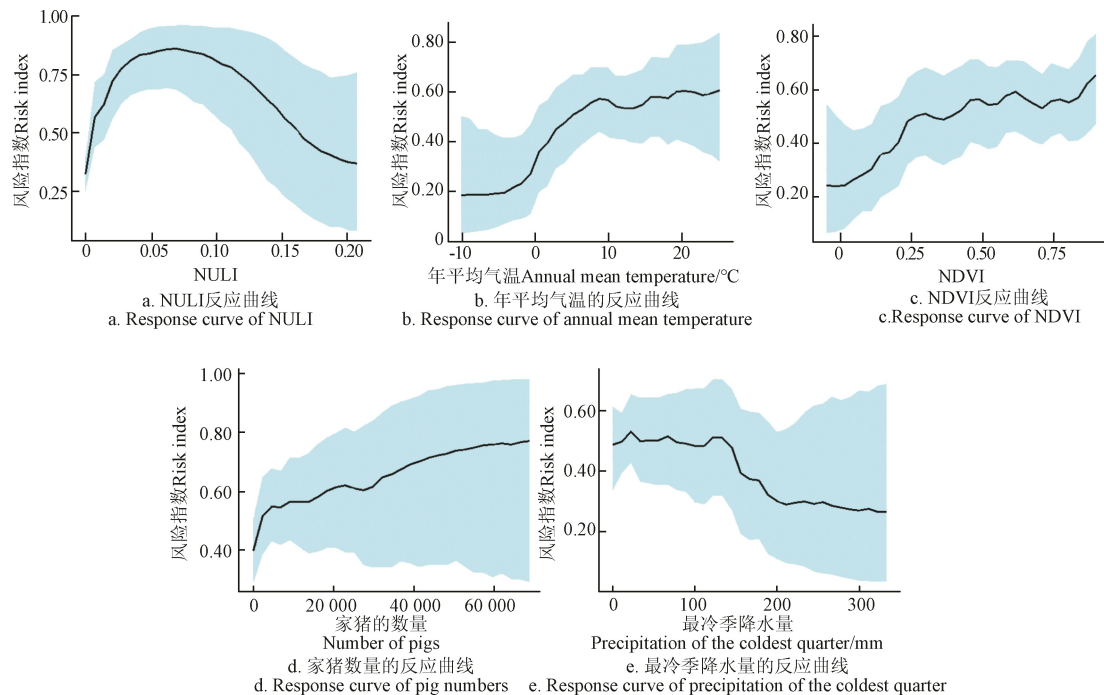 1.00
0.75
0.50
0.25
风险指数Risk index
0
0.05
0.10
0.15
0.20
NULI
a. NULI反应曲线
a. Response curve of NULI
0.80
0.60
0.40
0.20
0
风险指数Risk index
-10
0
10
20
年平均气温Annual mean temperature/°C
b. 年平均气温的反应曲线
b. Response curve of annual mean temperature
0.80
0.60
0.40
0.20
风险指数Risk index
0
0.25
0.50
0.75
NDVI
c. NDVI反应曲线
c.Response curve of NDVI
1.00
0.80
0.60
0.40
风险指数Risk index
0
20 000
40 000
60 000
家猪的数量
Number of pigs
d. 家猪数量的反应曲线
d. Response curve of pig numbers
0.60
0.40
0.20
风险指数Risk index
0
100
200
300
最冷季降水量
Precipitation of the coldest quarter/mm
e. 最冷季降水量的反应曲线
e. Response curve of precipitation of the coldest quarter